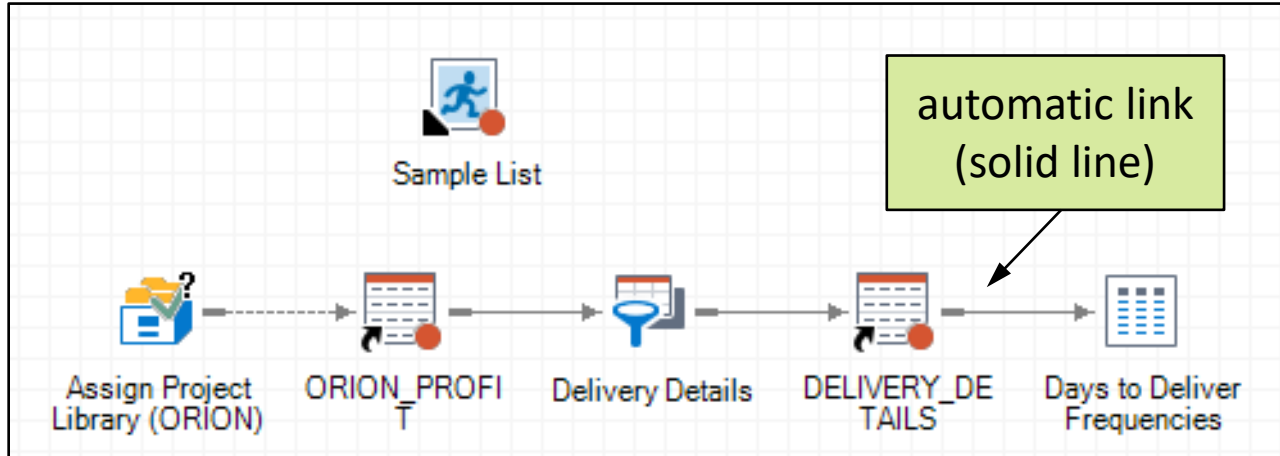 automatic link
(solid line)
Sample List
?
Assign Project
Library (ORION)
ORION_PROFI
T
Delivery Details
DELIVERY_DE
TAILS
Days to Deliver
Frequencies